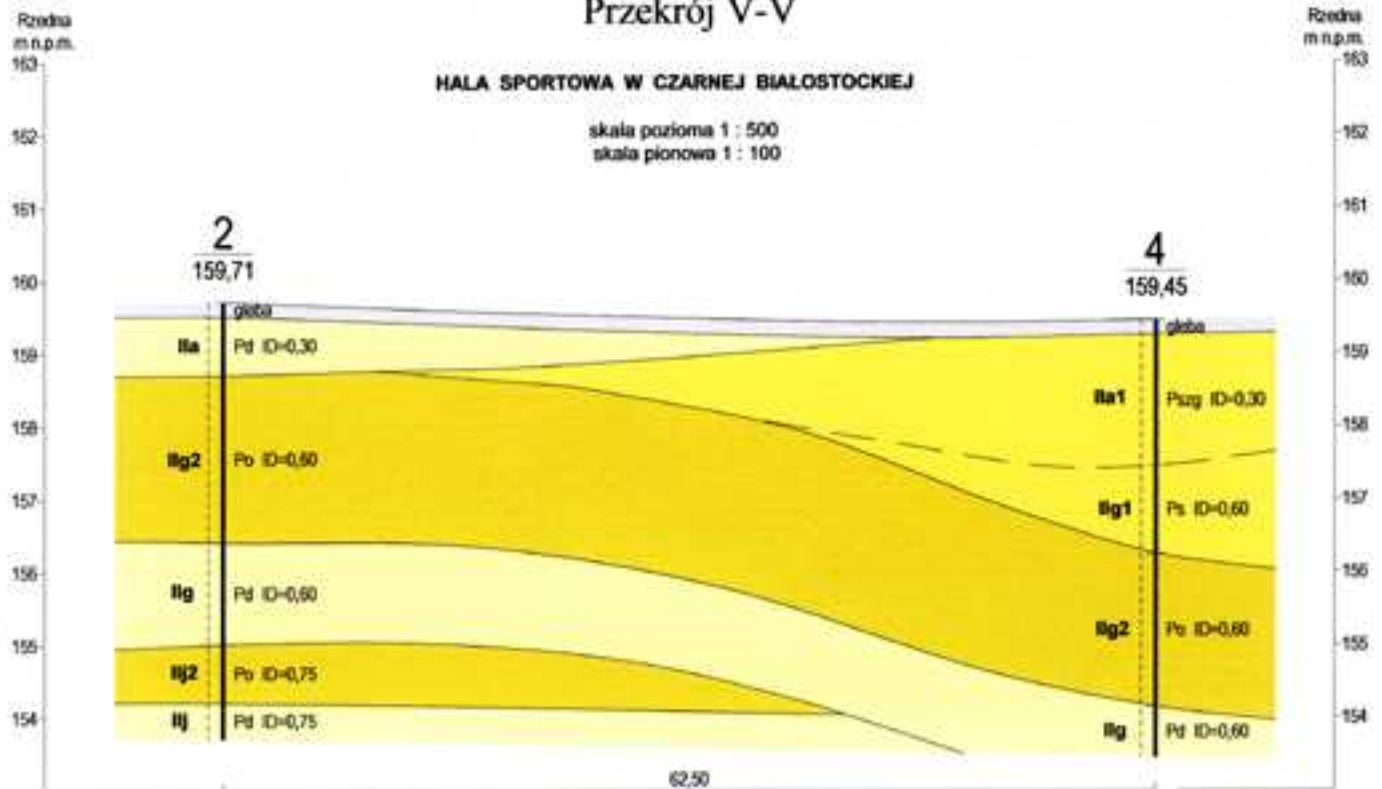 Przekrój V-V
Rzedna
m n.p.m.
Rzedna
m n.p.m.
HALA SPORTOWA W CZARNEJ BIAŁOSTOCKIEJ
skala pozioma 1 : 500
skala pionowa 1 : 100
163
162
161
160
159
158
157
156
155
154
2
159,71
gleba
IIa Pd ID=0,30
IIg2 Po ID=0,60
IIg Pd ID=0,60
IIj2 Po ID=0,75
IIj Pd ID=0,75
4
159,45
gleba
IIa1 Pszg ID=0,30
IIg1 Ps ID=0,60
IIg2 Po ID=0,60
IIg Pd ID=0,60
163
162
161
160
159
158
157
156
155
154
62,50